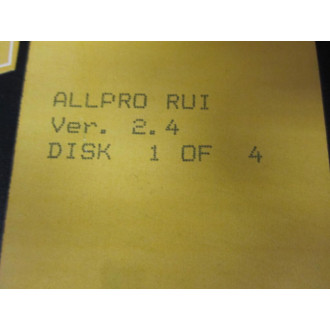 ALLPRO RUI
Ver. 2.4
DISK 1 OF 4